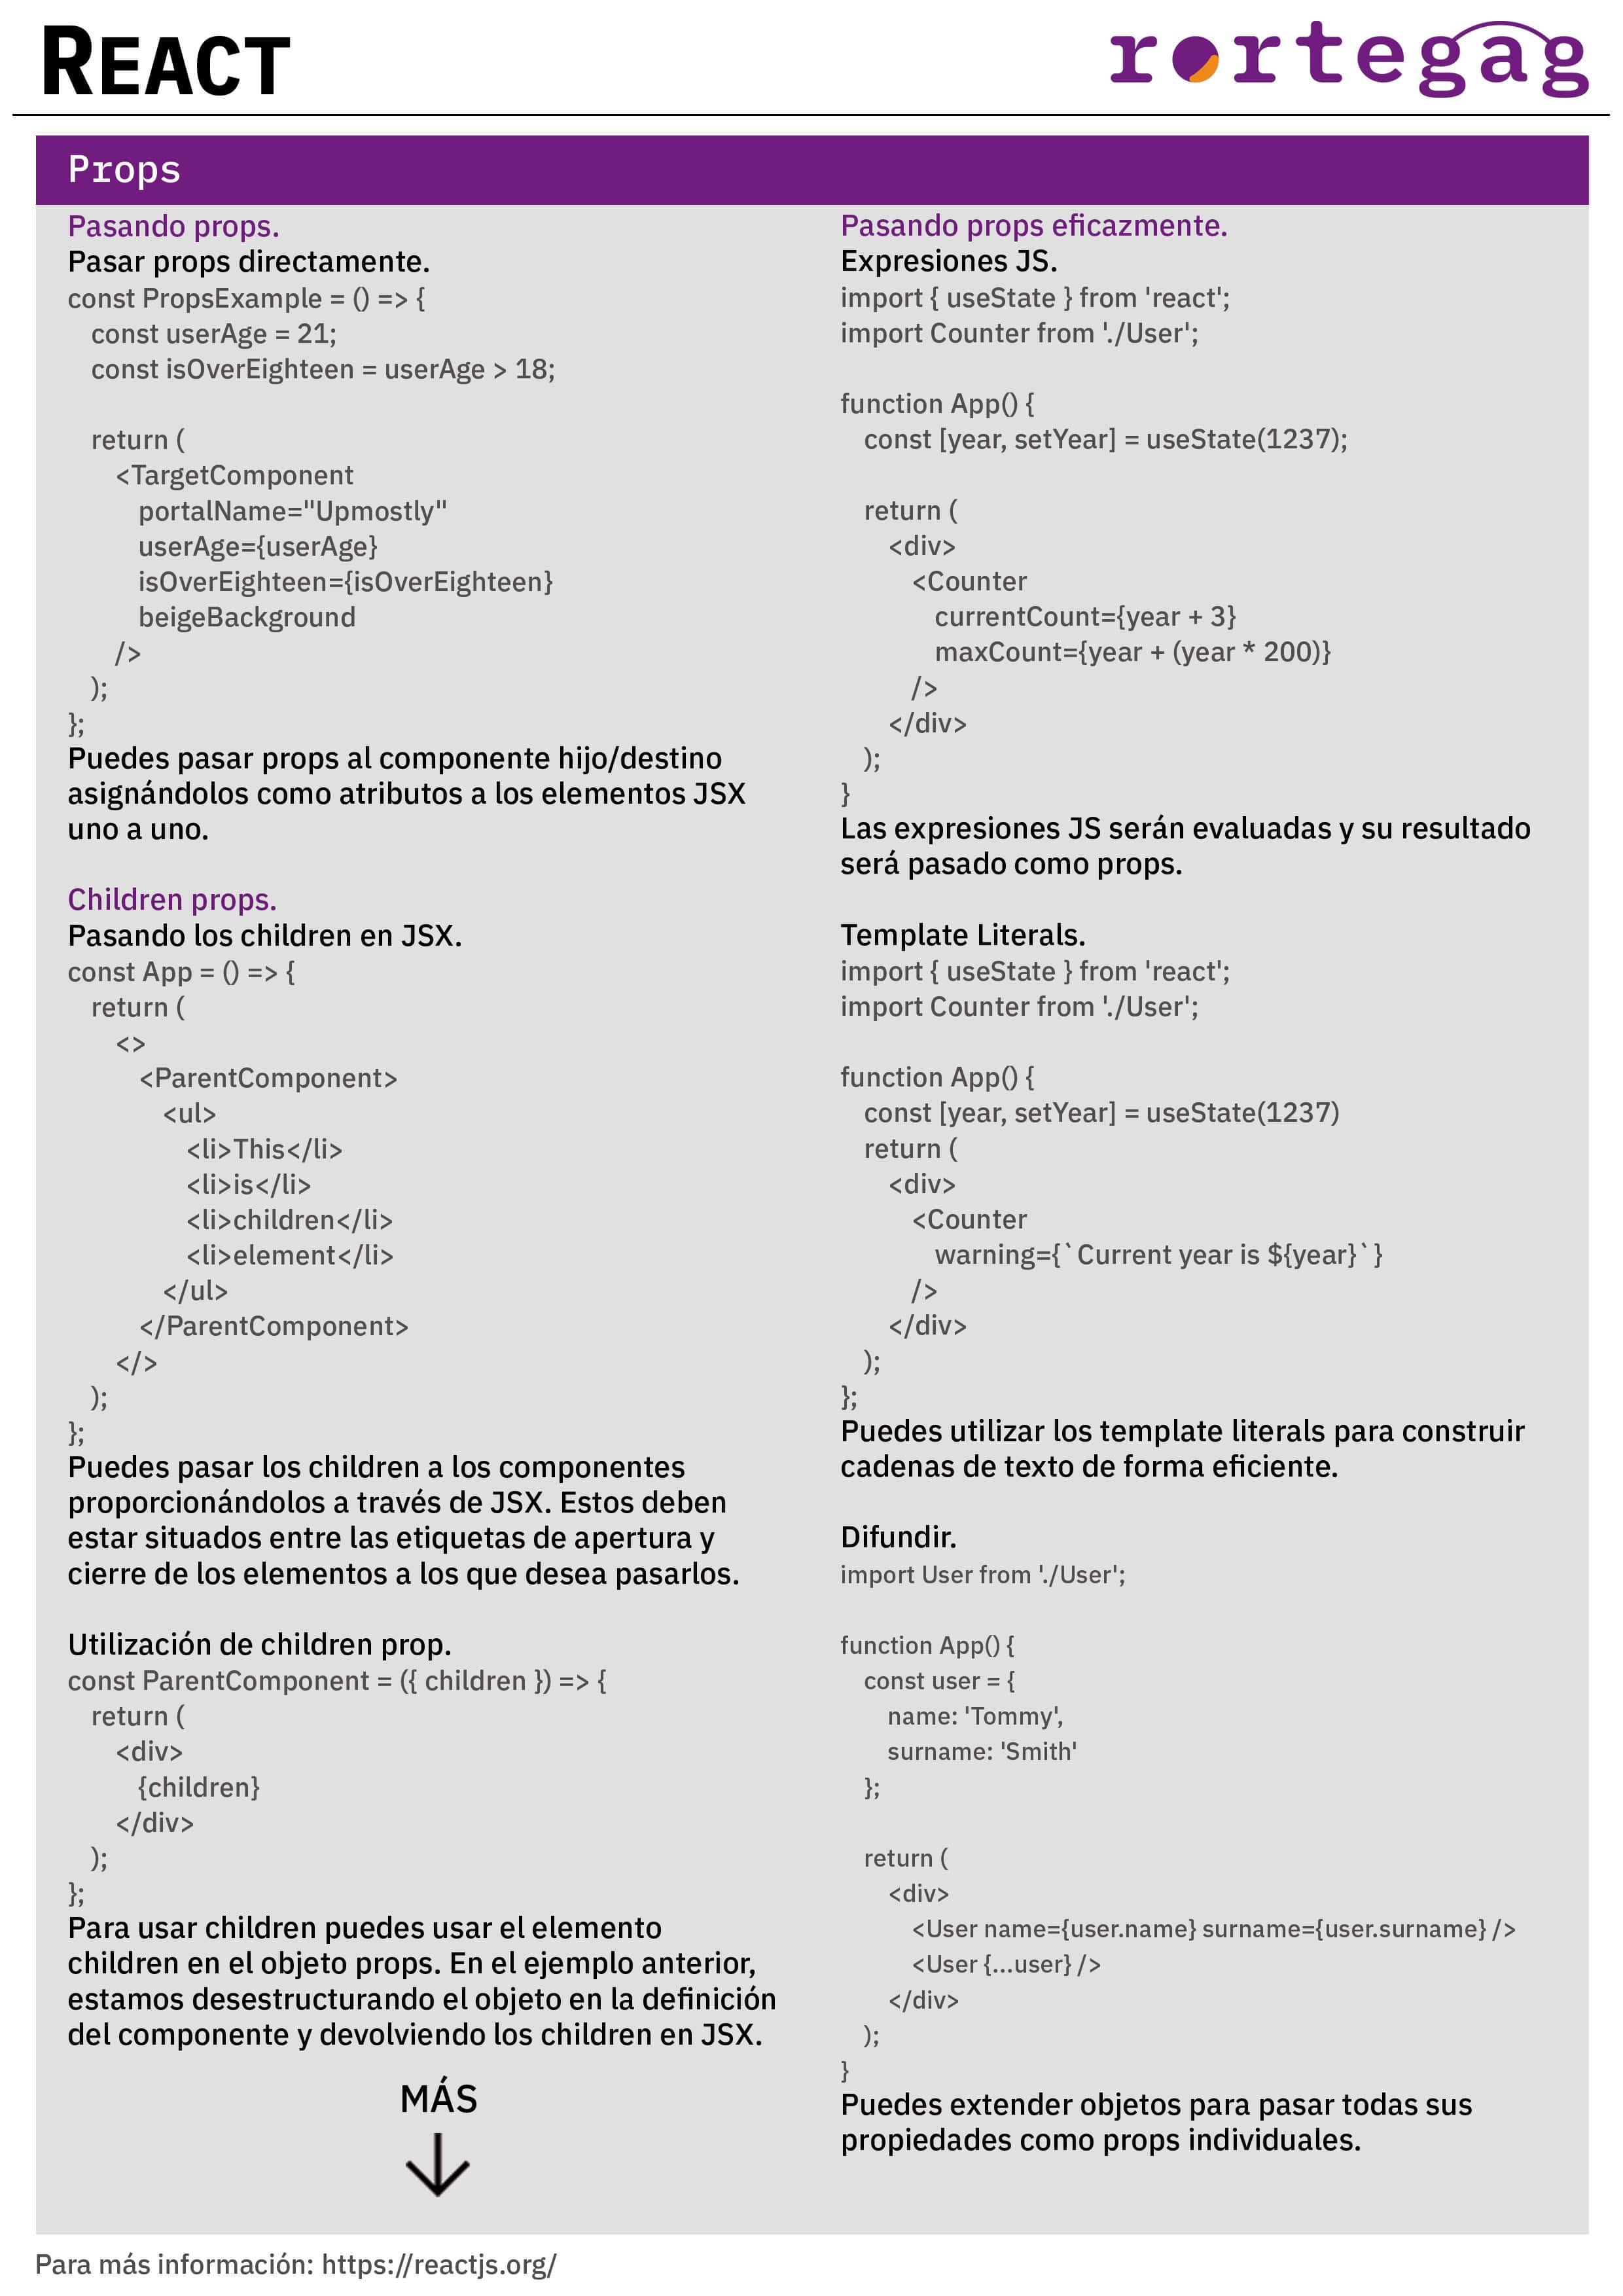 REACT
rortegag
Props
Pasando props.
Pasar props directamente.
const PropsExample = () => {
const userAge = 21;
const isOverEighteen = userAge > 18;
return (
<TargetComponent
portalName="Upmostly"
userAge={userAge}
isOverEighteen={isOverEighteen}
beigeBackground
/>
);
};
Puedes pasar props al componente hijo/destino
asignándolos como atributos a los elementos JSX
uno a uno.
Children props.
Pasando los children en JSX.
const App = () => {
return (
<>
<ParentComponent>
<ul>
<li>This</li>
<li>is</li>
<li>children</li>
<li>element</li>
</ul>
</ParentComponent>
</>
);
};
Puedes pasar los children a los componentes
proporcionándolos a través de JSX. Estos deben
estar situados entre las etiquetas de apertura y
cierre de los elementos a los que desea pasarlos.
Utilización de children prop.
const ParentComponent = ({ children }) => {
return (
<div>
{children}
</div>
);
};
Para usar children puedes usar el elemento
children en el objeto props. En el ejemplo anterior,
estamos desestructurando el objeto en la definición
del componente y devolviendo los children en JSX.
MÁS
Pasando props eficazmente.
Expresiones JS.
import { useState } from 'react';
import Counter from './User';
function App() {
const [year, setYear] = useState(1237);
return (
<div>
<Counter
currentCount={year + 3}
maxCount={year + (year * 200)}
/>
</div>
);
}
Las expresiones JS serán evaluadas y su resultado
será pasado como props.
Template Literals.
import { useState } from 'react';
import Counter from './User';
function App() {
const [year, setYear] = useState(1237)
return (
<div>
<Counter
warning={`Current year is ${year}`}
/>
</div>
);
};
Puedes utilizar los template literals para construir
cadenas de texto de forma eficiente.
Difundir.
import User from './User';
function App() {
const user = {
name: 'Tommy',
surname: 'Smith'
};
return (
<div>
<User name={user.name} surname={user.surname} />
<User {...user} />
</div>
);
}
Puedes extender objetos para pasar todas sus
propiedades como props individuales.
Para más información: https://reactjs.org/